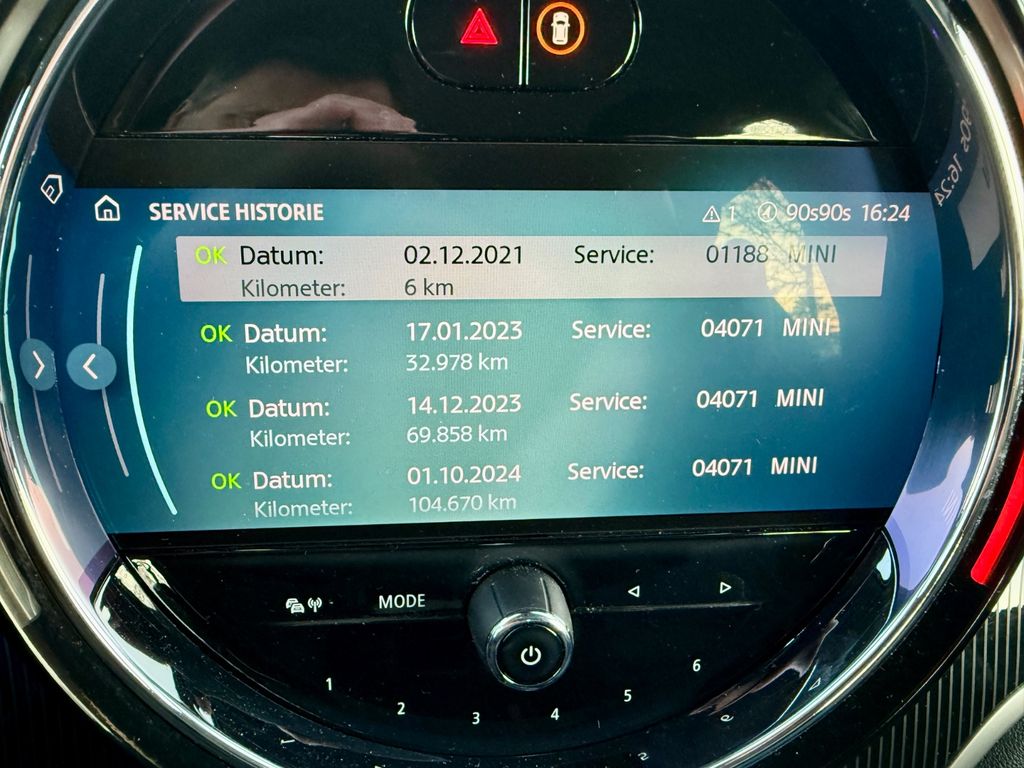 SERVICE HISTORIE 1 90s90s 16:24
OK Datum: 02.12.2021 Service: 01188 MINI
Kilometer: 6 km
OK Datum: 17.01.2023 Service: 04071 MINI
Kilometer: 32.978 km
OK Datum: 14.12.2023 Service: 04071 MINI
Kilometer: 69.858 km
OK Datum: 01.10.2024 Service: 04071 MINI
Kilometer: 104.670 km
MODE
1 2 3 4 5 6